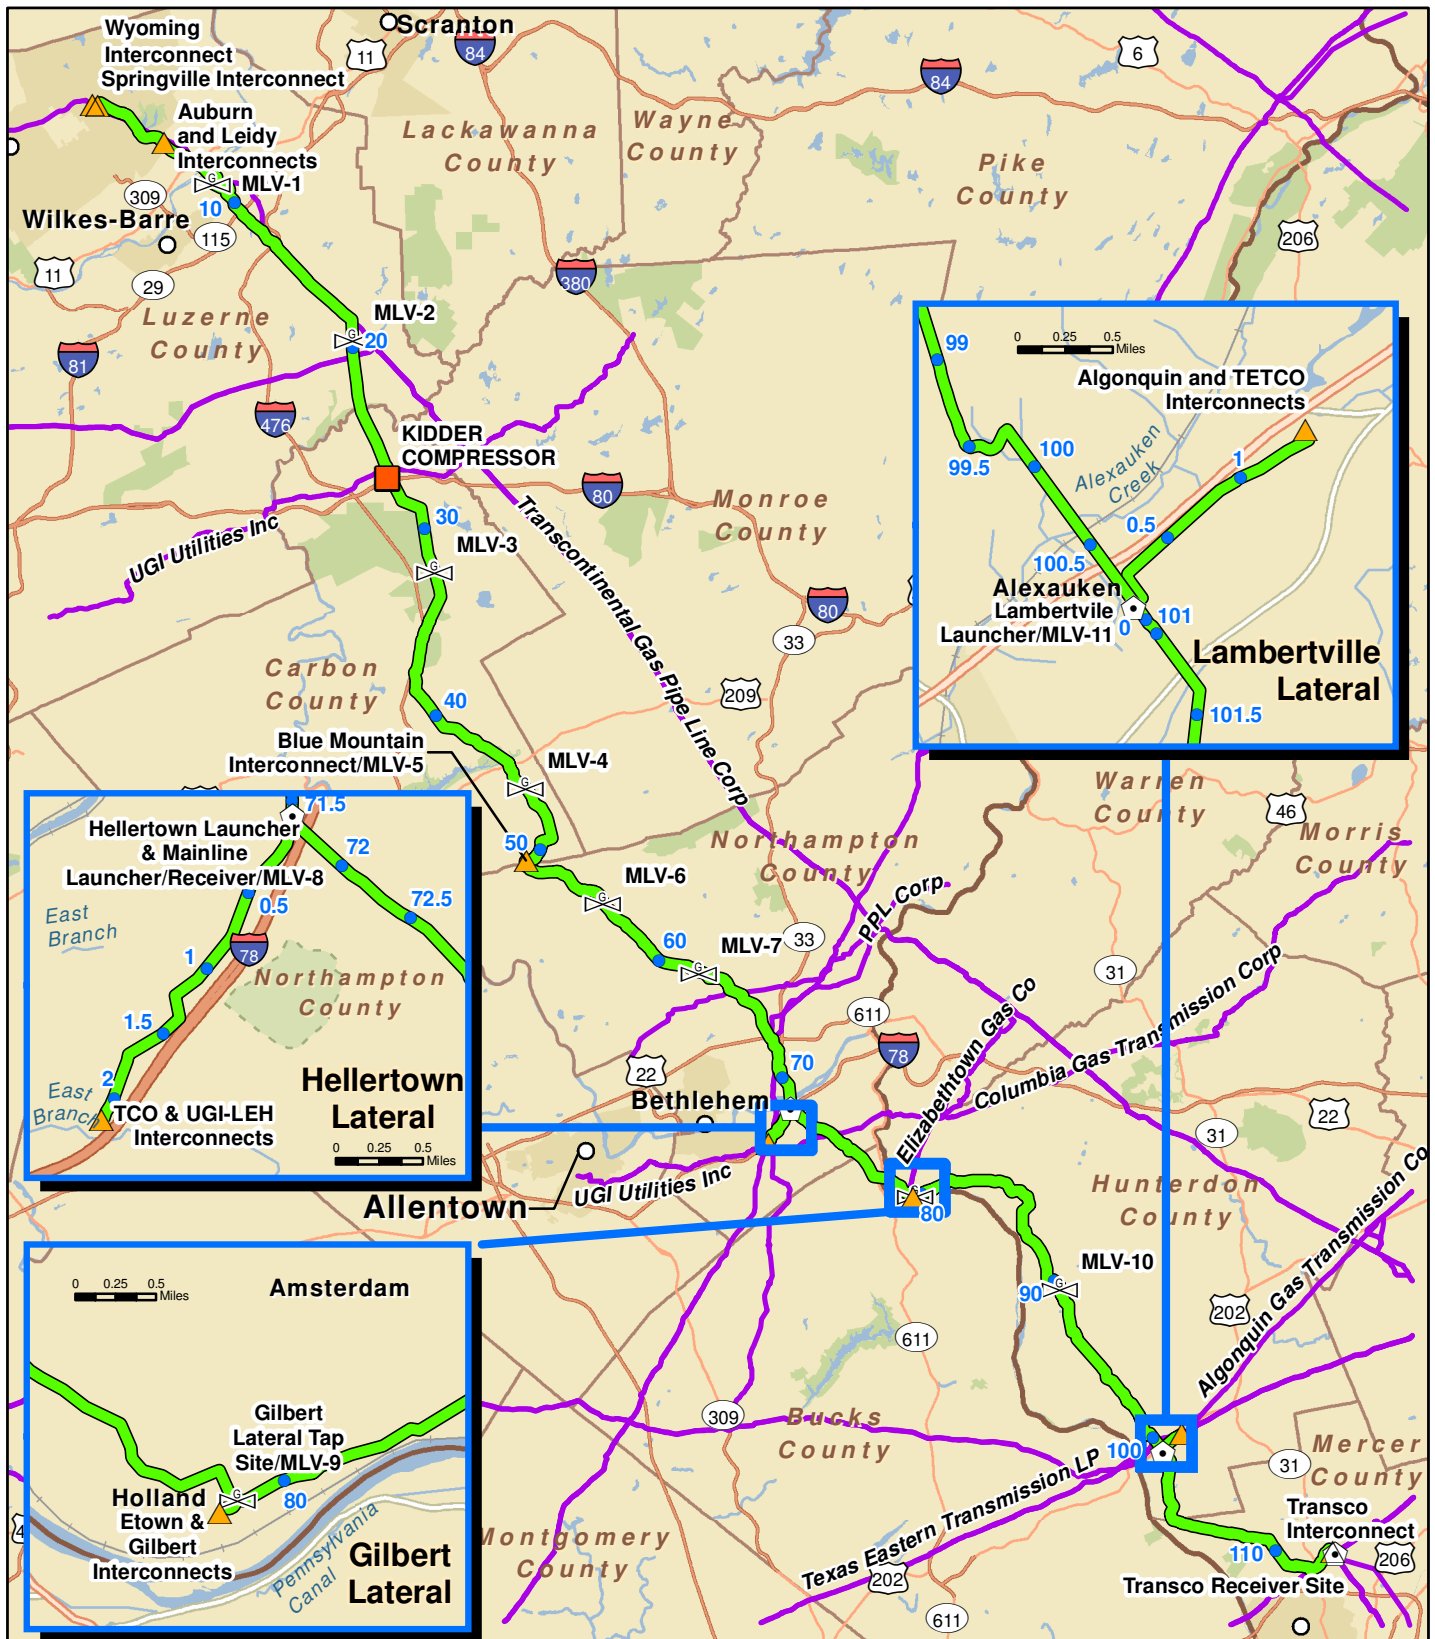 Scranton
Wyoming
Interconnect
Springville Interconnect
11
84
6
84
Auburn
and Leidy
Interconnects
Lackawanna
County
Wayne
County
Pike
County
G
MLV-1
309
10
Wilkes-Barre
115
206
11
29
380
Luzerne
County
MLV-2
G
20
81
476
KIDDER
COMPRESSOR
80
Monroe
County
Transcontinental Gas Pipe Line Corp
UGI Utilities Inc
30
MLV-3
G
80
33
Carbon
County
209
40
Blue Mountain
Interconnect/MLV-5
MLV-4
G
50
0 0.25 0.5
Miles
99
Algonquin and TETCO
Interconnects
99.5
100
Alexauken
Creek
1
0.5
100.5
Alexauken
Lambertvile
Launcher/MLV-11
0
101
Lambertville
Lateral
101.5
Warren
County
46
Morris
County
Northampton
County
MLV-6
G
PPL Corp
60
MLV-7
G
33
31
611
78
Elizabethtown Gas Co
Columbia Gas Transmission Corp
22
70
Bethlehem
22
31
Allentown
UGI Utilities Inc
80
Hunterdon
County
Algonquin Gas Transmission Co
MLV-10
90
G
202
611
309
Bucks
County
100
Texas Eastern Transmission LP
31
Mercer
County
Transco
Interconnect
110
206
Transco Receiver Site
202
611
Montgomery
County
71.5
Hellertown Launcher
& Mainline
Launcher/Receiver/MLV-8
72
72.5
0.5
East
Branch
1
78
Northampton
County
1.5
2
East
Branch
Hellertown
Lateral
TCO & UGI-LEH
Interconnects
0 0.25 0.5
Miles
0 0.25 0.5
Miles
Amsterdam
Gilbert
Lateral Tap
Site/MLV-9
G
80
Holland
Etown &
Gilbert
Interconnects
Pennsylvania
Canal
Gilbert
Lateral
4